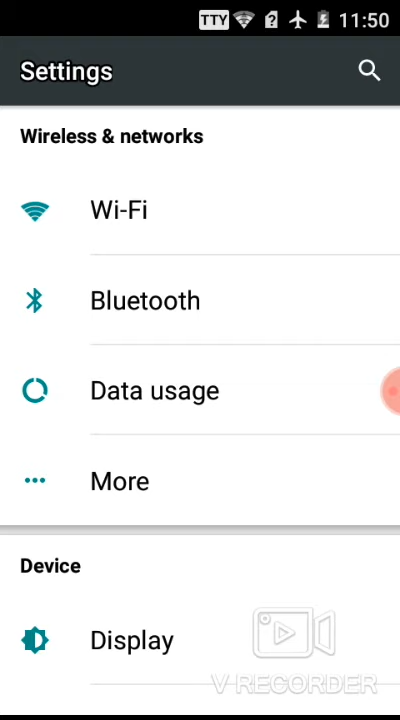 TTY 11:50
Settings
Wireless & networks
Wi-Fi
Bluetooth
Data usage
More
Device
Display
V RECORDER